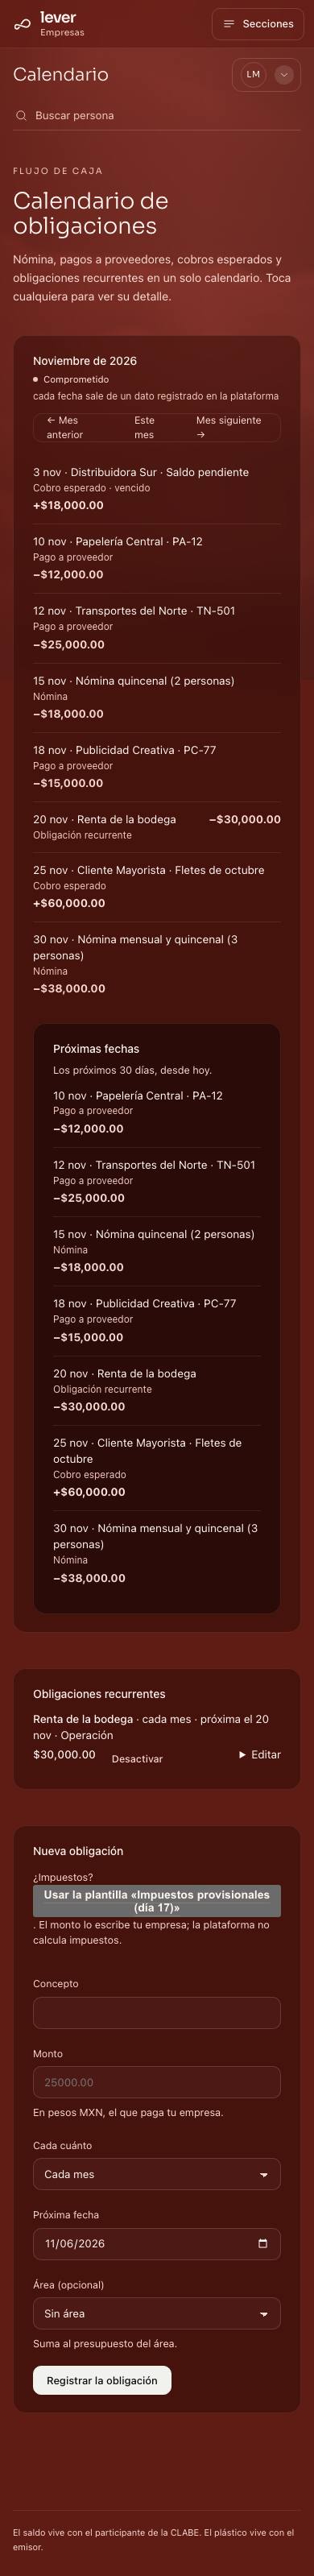 lever
Empresas
Secciones
Calendario
LM
Buscar persona
FLUJO DE CAJA
Calendario de
obligaciones
Nómina, pagos a proveedores, cobros esperados y
obligaciones recurrentes en un solo calendario. Toca
cualquiera para ver su detalle.
Noviembre de 2026
Comprometido
cada fecha sale de un dato registrado en la plataforma
← Mes
anterior
Este
mes
Mes siguiente
→
3 nov · Distribuidora Sur · Saldo pendiente
Cobro esperado · vencido
+$18,000.00
10 nov · Papelería Central · PA-12
Pago a proveedor
−$12,000.00
12 nov · Transportes del Norte · TN-501
Pago a proveedor
−$25,000.00
15 nov · Nómina quincenal (2 personas)
Nómina
−$18,000.00
18 nov · Publicidad Creativa · PC-77
Pago a proveedor
−$15,000.00
20 nov · Renta de la bodega −$30,000.00
Obligación recurrente
25 nov · Cliente Mayorista · Fletes de octubre
Cobro esperado
+$60,000.00
30 nov · Nómina mensual y quincenal (3
personas)
Nómina
−$38,000.00
Próximas fechas
Los próximos 30 días, desde hoy.
10 nov · Papelería Central · PA-12
Pago a proveedor
−$12,000.00
12 nov · Transportes del Norte · TN-501
Pago a proveedor
−$25,000.00
15 nov · Nómina quincenal (2 personas)
Nómina
−$18,000.00
18 nov · Publicidad Creativa · PC-77
Pago a proveedor
−$15,000.00
20 nov · Renta de la bodega
Obligación recurrente
−$30,000.00
25 nov · Cliente Mayorista · Fletes de
octubre
Cobro esperado
+$60,000.00
30 nov · Nómina mensual y quincenal (3
personas)
Nómina
−$38,000.00
Obligaciones recurrentes
Renta de la bodega · cada mes · próxima el 20
nov · Operación
$30,000.00 Desactivar ▶ Editar
Nueva obligación
¿Impuestos?
Usar la plantilla «Impuestos provisionales
(día 17)»
. El monto lo escribe tu empresa; la plataforma no
calcula impuestos.
Concepto
Monto
25000.00
En pesos MXN, el que paga tu empresa.
Cada cuánto
Cada mes
Próxima fecha
11/06/2026
Área (opcional)
Sin área
Suma al presupuesto del área.
Registrar la obligación
El saldo vive con el participante de la CLABE. El plástico vive con el
emisor.